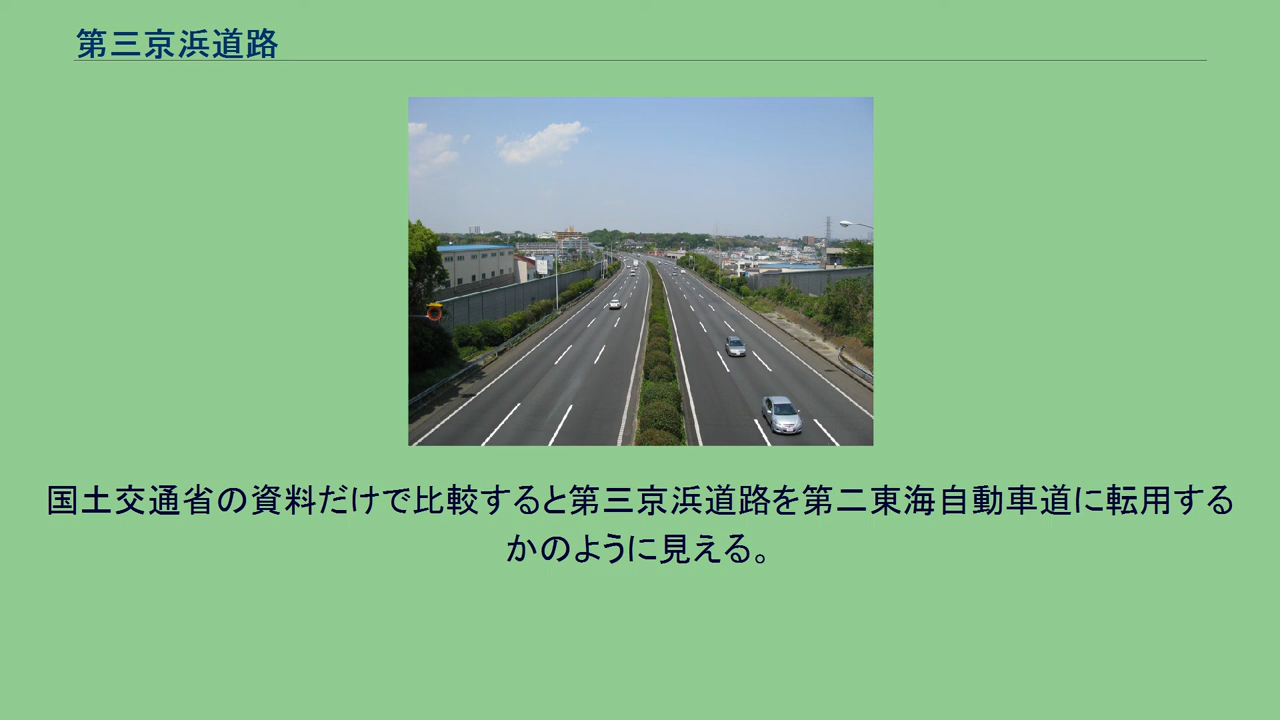 第三京浜道路
国土交通省の資料だけで比較すると第三京浜道路を第二東海自動車道に転用する
かのように見える。